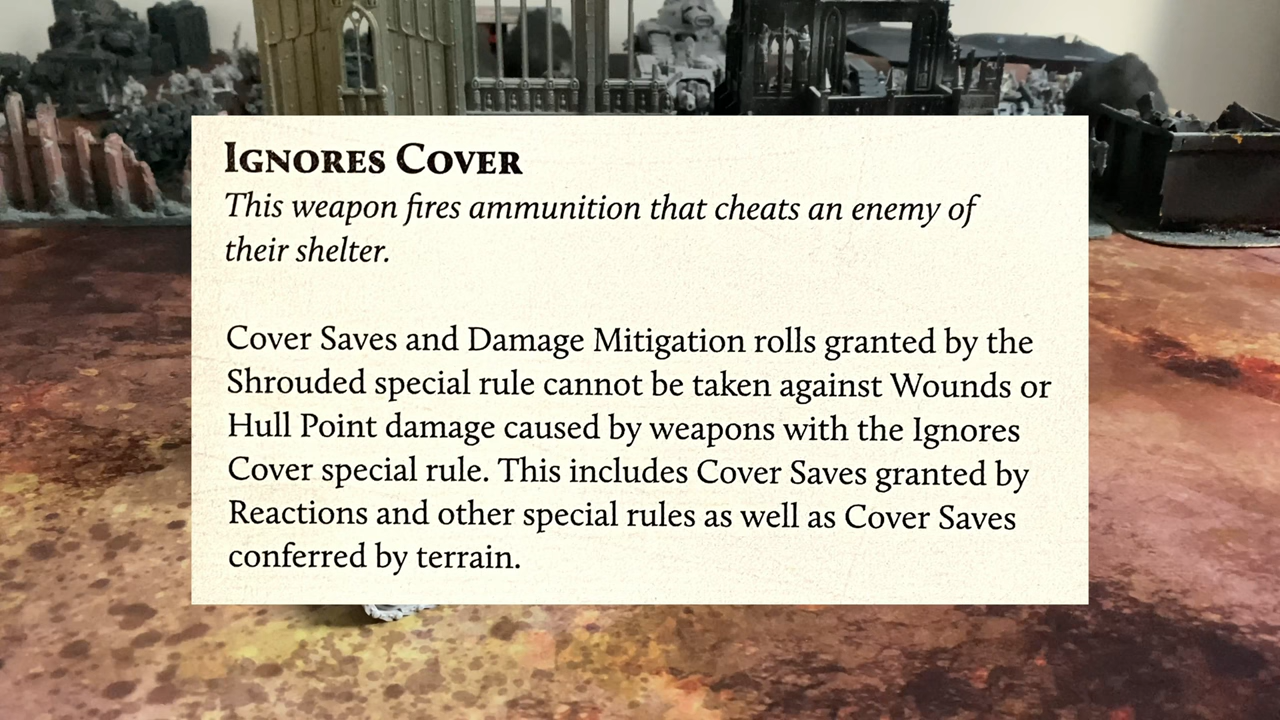 Ignores Cover
This weapon fires ammunition that cheats an enemy of
their shelter.
Cover Saves and Damage Mitigation rolls granted by the
Shrouded special rule cannot be taken against Wounds or
Hull Point damage caused by weapons with the Ignores
Cover special rule. This includes Cover Saves granted by
Reactions and other special rules as well as Cover Saves
conferred by terrain.